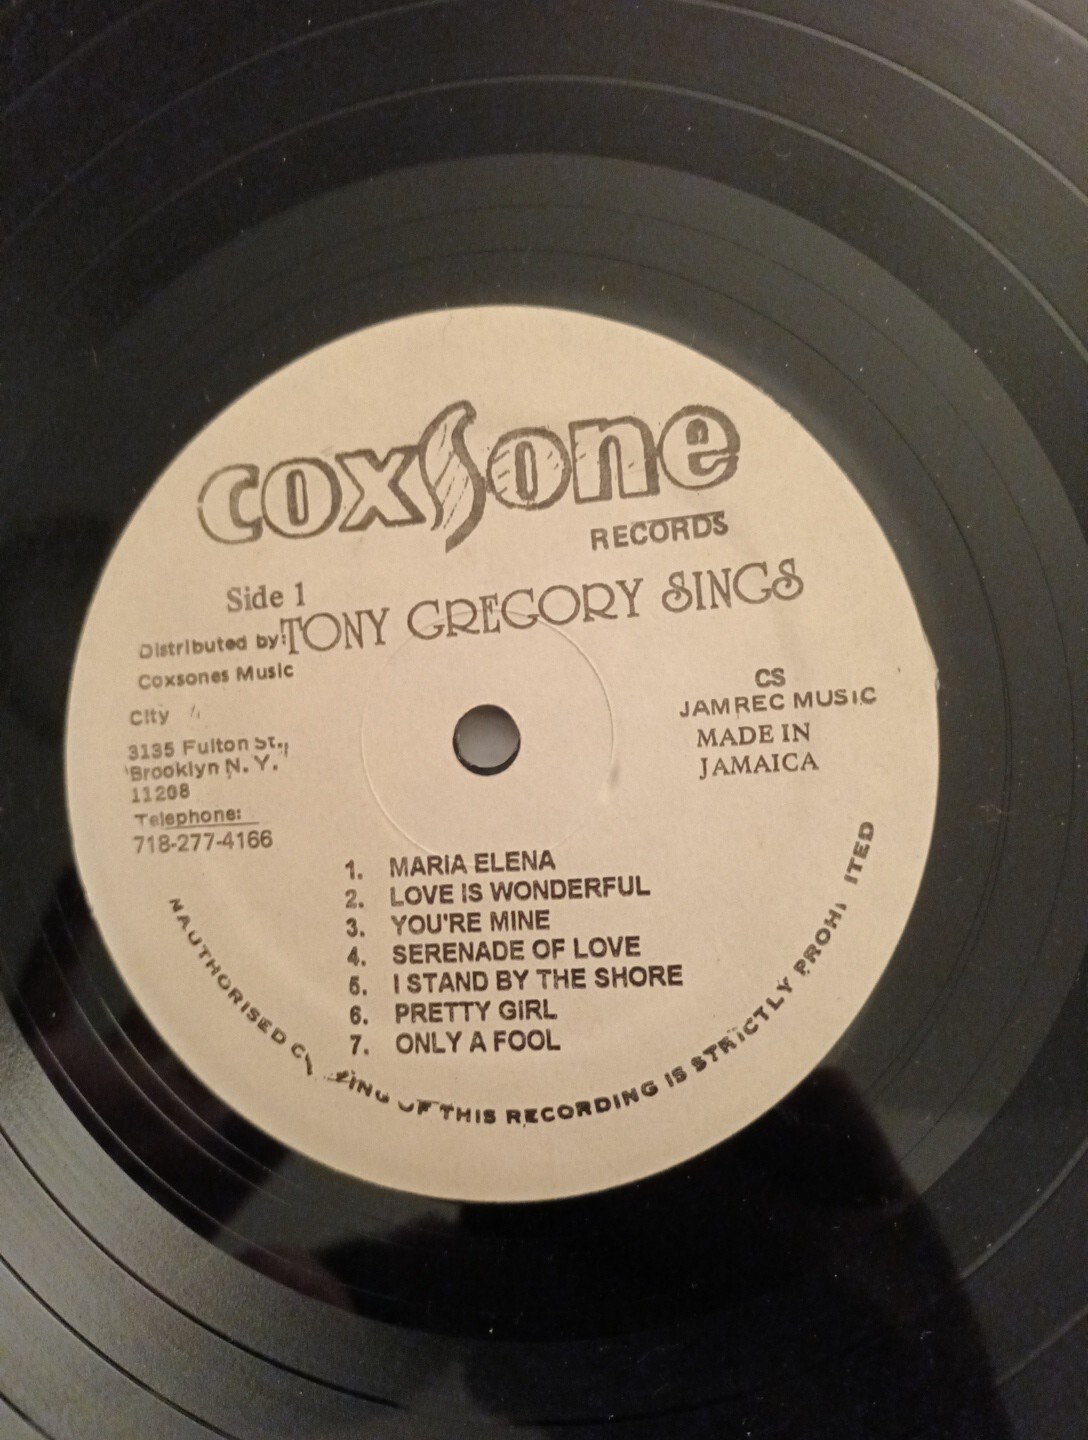 coxsone
RECORDS
Side 1
TONY GREGORY SINGS
Distributed by:
Coxsones Music
City
3135 Fulton St.,
Brooklyn N. Y.
11208
Telephone:
718-277-4166
CS
JAMREC MUSIC
MADE IN
JAMAICA
1. MARIA ELENA
2. LOVE IS WONDERFUL
3. YOU'RE MINE
4. SERENADE OF LOVE
5. I STAND BY THE SHORE
6. PRETTY GIRL
7. ONLY A FOOL
NAUTHORISED OF THIS RECORDING IS STRICTLY PROHIBITED